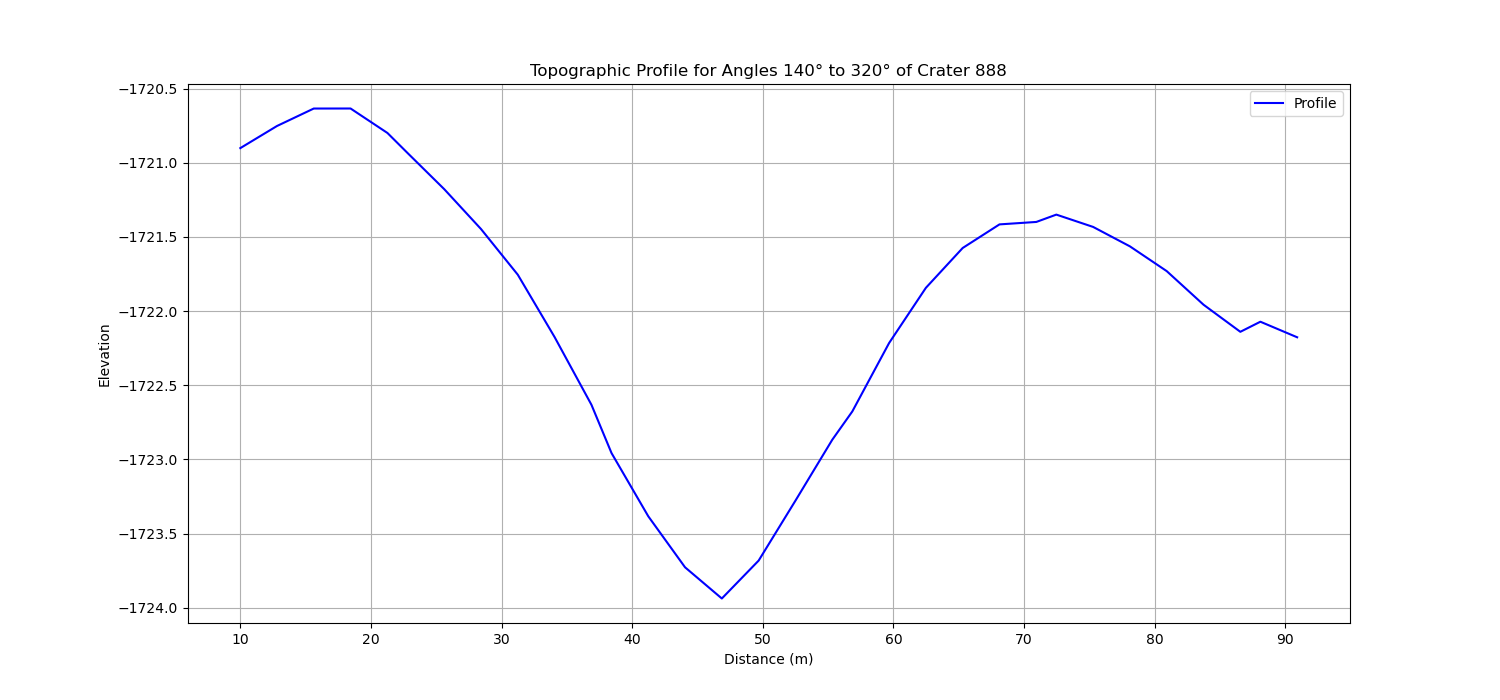 Topographic Profile for Angles 140° to 320° of Crater 888
Profile
−1720.5
−1721.0
−1721.5
−1722.0
−1722.5
−1723.0
−1723.5
−1724.0
Elevation
10 20 30 40 50 60 70 80 90
Distance (m)